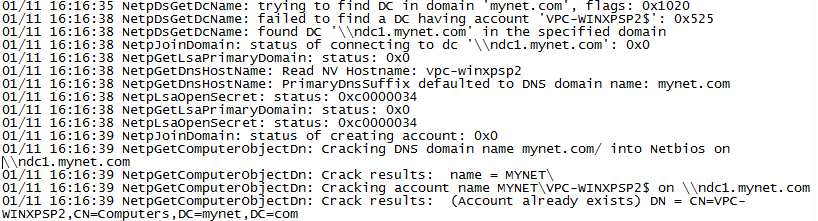 01/11 16:16:35 NetpDsGetDcName: trying to find DC in domain 'mynet.com', flags: 0x1020
01/11 16:16:38 NetpDsGetDcName: failed to find a DC having account 'VPC-WINXPSP2$': 0x525
01/11 16:16:38 NetpDsGetDcName: found DC '\\ndc1.mynet.com' in the specified domain
01/11 16:16:38 NetpJoinDomain: status of connecting to dc '\\ndc1.mynet.com': 0x0
01/11 16:16:38 NetpGetLsaPrimaryDomain: status: 0x0
01/11 16:16:38 NetpGetDnsHostName: Read NV Hostname: vpc-winxpsp2
01/11 16:16:38 NetpGetDnsHostName: PrimaryDnsSuffix defaulted to DNS domain name: mynet.com
01/11 16:16:38 NetpLsaOpenSecret: status: 0xc0000034
01/11 16:16:38 NetpGetLsaPrimaryDomain: status: 0x0
01/11 16:16:38 NetpLsaOpenSecret: status: 0xc0000034
01/11 16:16:39 NetpJoinDomain: status of creating account: 0x0
01/11 16:16:39 NetpGetComputerObjectDn: Cracking DNS domain name mynet.com/ into Netbios on
\\ndc1.mynet.com
01/11 16:16:39 NetpGetComputerObjectDn: Crack results:  name = MYNET\
01/11 16:16:39 NetpGetComputerObjectDn: Cracking account name MYNET\VPC-WINXPSP2$ on \\ndc1.mynet.com
01/11 16:16:39 NetpGetComputerObjectDn: Crack results:  (Account already exists) DN = CN=VPC-
WINXPSP2,CN=Computers,DC=mynet,DC=com